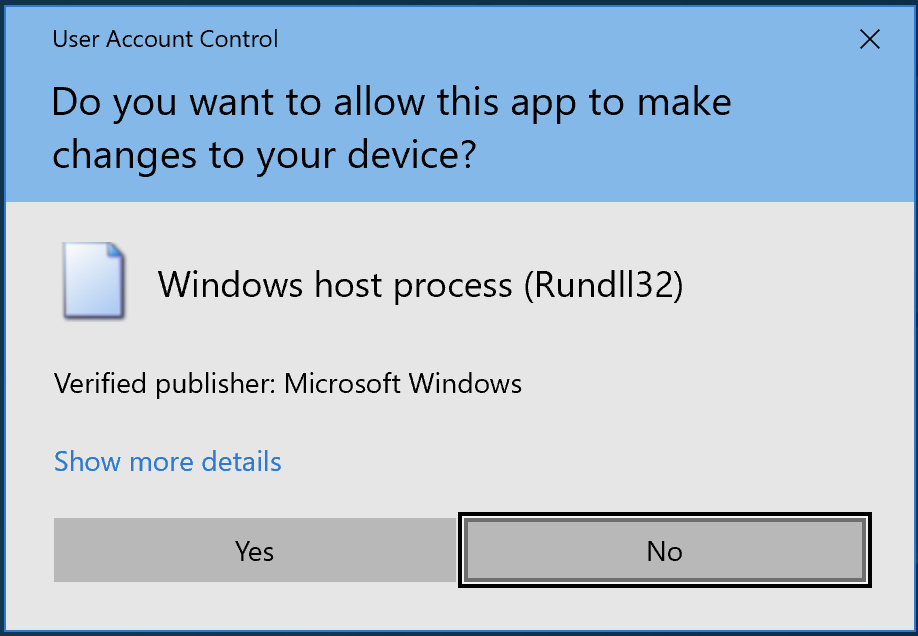 User Account Control
Do you want to allow this app to make
changes to your device?
Windows host process (Rundll32)
Verified publisher: Microsoft Windows
Show more details
Yes
No